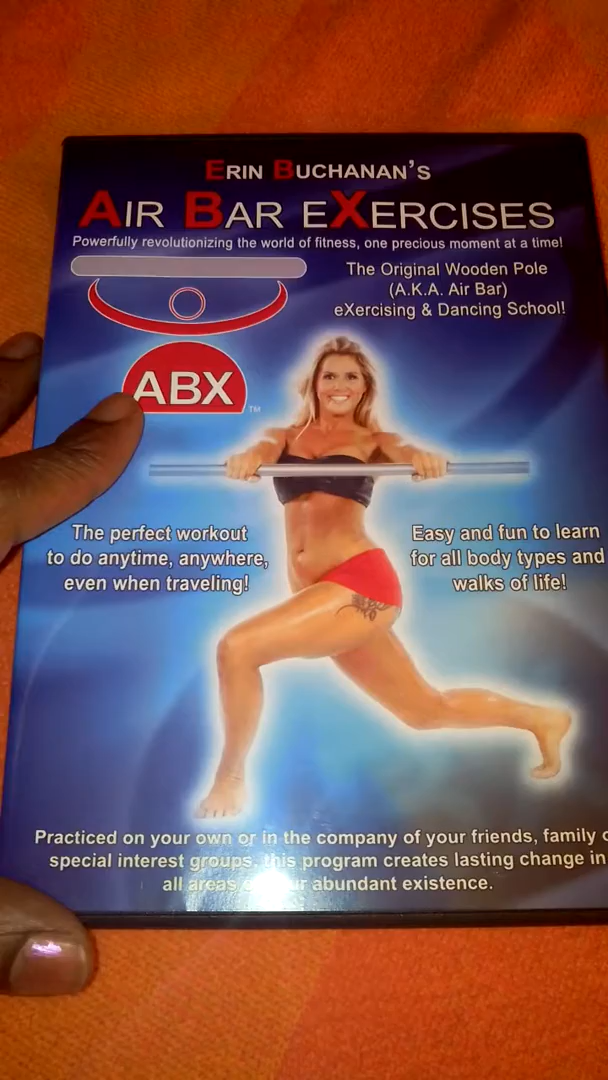 ERIN BUCHANAN'S
AIR BAR EXERCISES
Powerfully revolutionizing the world of fitness, one precious moment at a time!
The Original Wooden Pole
(A.K.A. Air Bar)
eXercising & Dancing School!
ABX TM
The perfect workout
to do anytime, anywhere,
even when traveling!
Easy and fun to learn
for all body types and
walks of life!
Practiced on your own or in the company of your friends, family
special interest groups, this program creates lasting change in
all areas abundant existence.